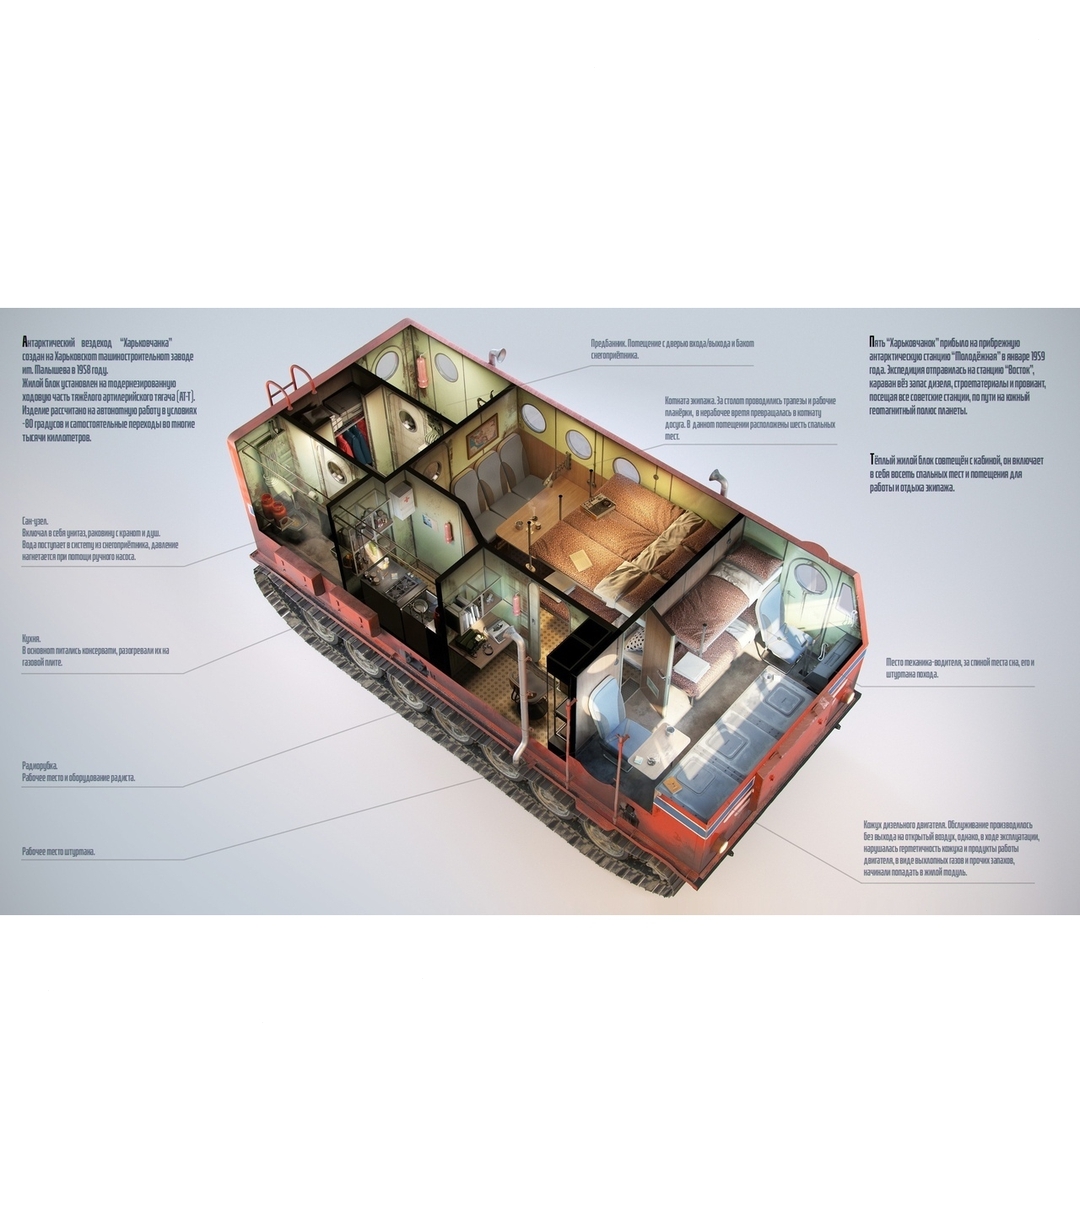 Антарктический вездеход "Харьковчанка"
создан на Харьковском машиностроительном заводе
им. Малышева в 1958 году.
Жилой блок установлен на модернезированную
ходовую часть тяжёлого артилерийского тягача (АТ-Т).
Изделие рассчитано на автономную работу в условиях
-80 градусов и самостоятельные переходы во многие
тысячи киллометров.
Сан-узел.
Включал в себя унитаз, раковину с краном и душ.
Вода поступает в систему из снегоприёмтика, давление
нагнетается при помощи ручного насоса.
Кухня.
В основном питались консервами, разогревали их на
газовой плите.
Радиорубка.
Рабочее место и оборудование радиста.
Рабочее место штурмана.
Предбанник. Помещение с дверью входа/выхода и баком
снегоприёмника.
Комната экипажа. За столом проводились трапезы и рабочие
планёрки, в нерабочее время превращалась в комнату
досуга. В данном помещении расположены шесть спальных
мест.
Пять "Харьковчанок" прибыло на прибрежную
антарктическую станцию "Молодёжная" в январе 1959
года. Экспедиция отправилась на станцию "Восток",
караван вёз запас дизеля, строематериалы и провиант,
посещая все советские станции, по пути на южный
геомагнитный полюс планеты.
Тёплый жилой блок совмещён с кабиной, он включает
в себя восемь спальных мест и помещения для
работы и отдыха экипажа.
Место механика-водителя, за спиной места сна, его и
штурмана похода.
Кожух дизельного двигателя. Обслуживание производилось
без выхода на открытый воздух, однако, в ходе эксплуатации,
нарушалась герметичность кожуха и продукты работы
двигателя, в виде выхлопных газов и прочих запахов,
начинали попадать в жилой модуль.